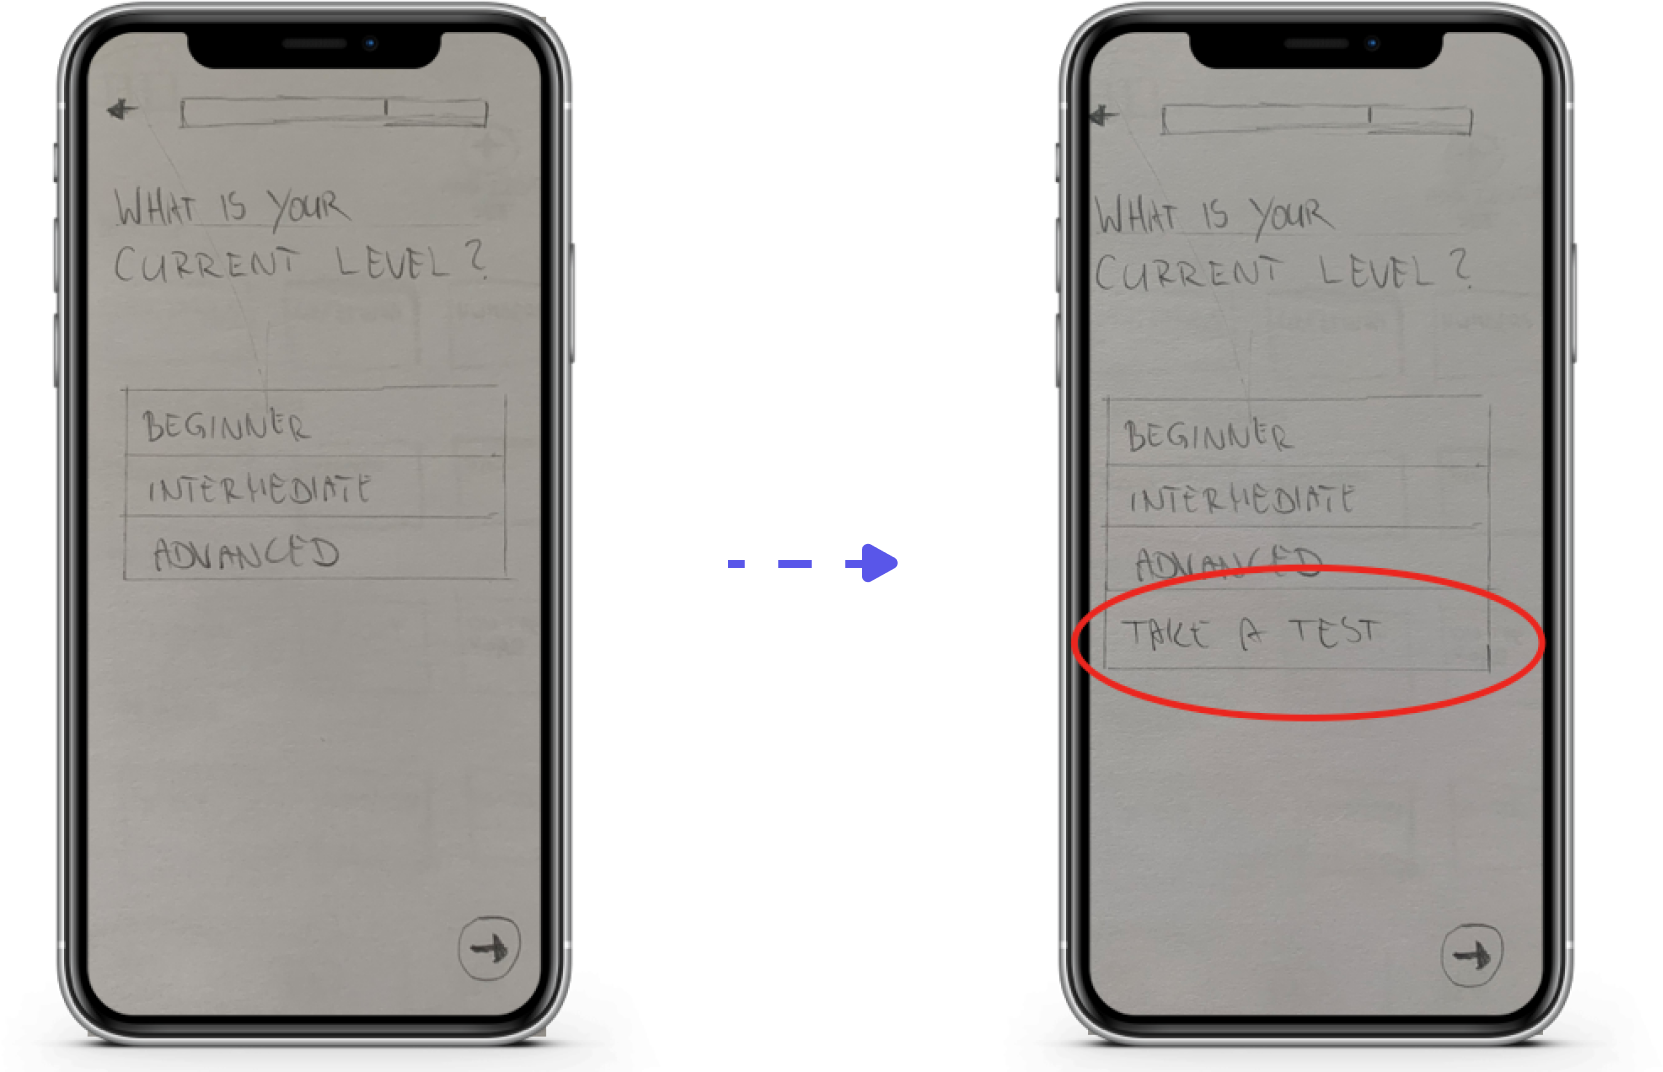 WHAT IS YOUR
CURRENT LEVEL?
BEGINNER
INTERMEDIATE
ADVANCED
WHAT IS YOUR
CURRENT LEVEL?
BEGINNER
INTERMEDIATE
ADVANCED
TAKE A TEST